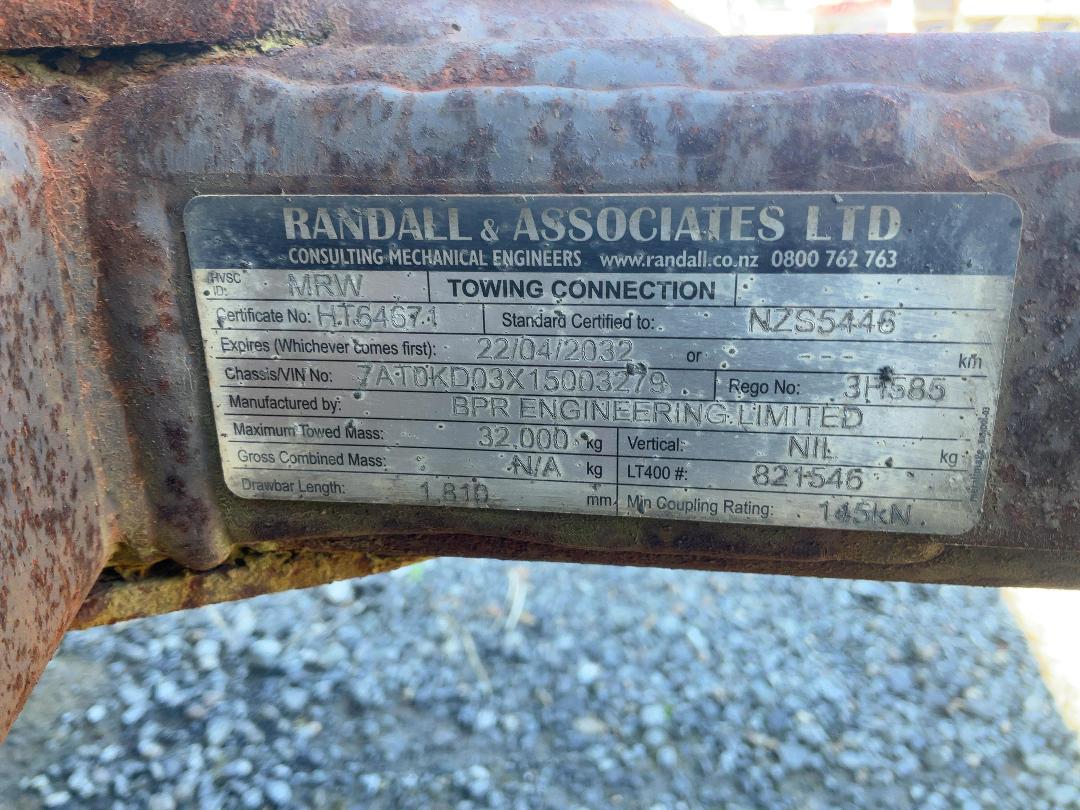 RANDALL & ASSOCIATES LTD
CONSULTING MECHANICAL ENGINEERS www.randall.co.nz 0800 762 763
HVSC ID: MRW TOWING CONNECTION
Certificate No: HT64671 Standard Certified to: NZS5446
Expires (Whichever comes first): 22/04/2032 or --- km
Chassis/VIN No: 7AT0KD03X15003279 Rego No: 3H585
Manufactured by: BPR ENGINEERING LIMITED
Maximum Towed Mass: 32,000 kg Vertical: NIL kg
Gross Combined Mass: N/A kg LT400 #: 821546
Drawbar Length: 1,810 mm Min Coupling Rating: 145kN